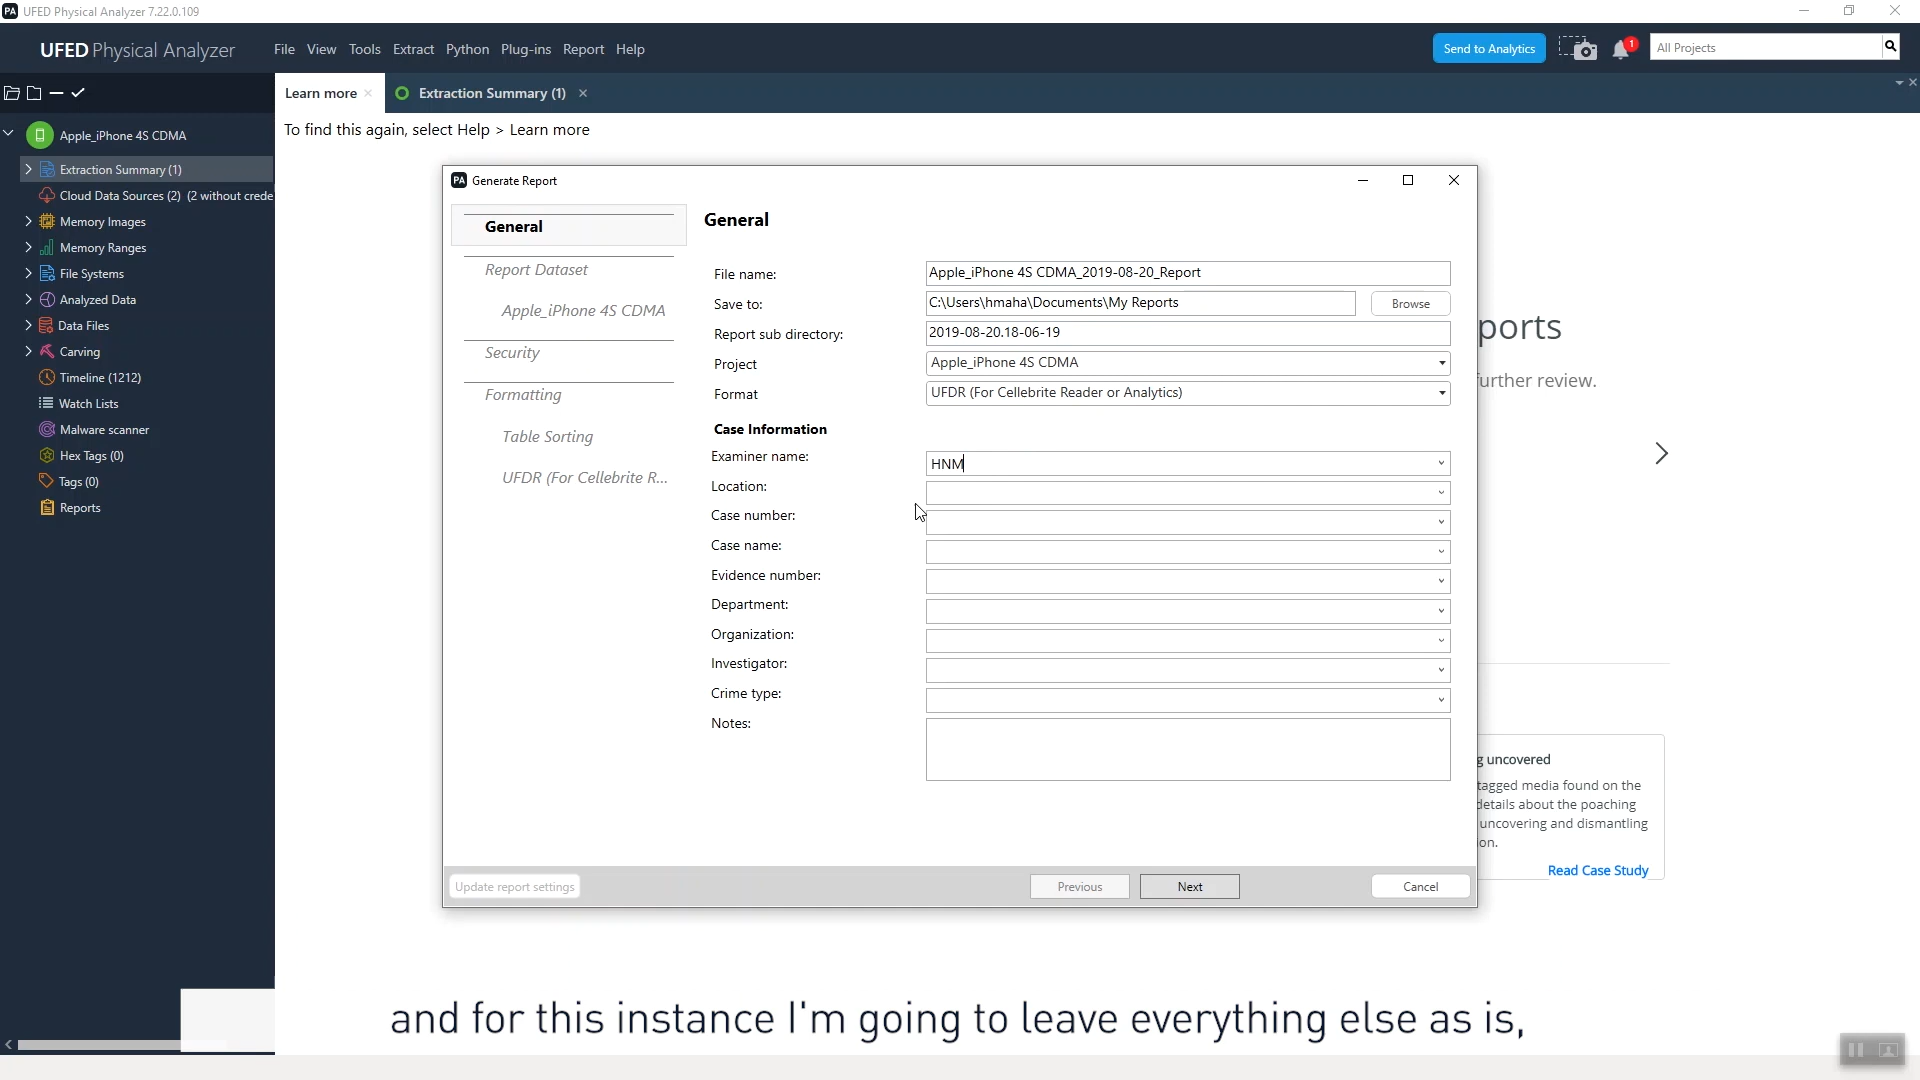 PA UFED Physical Analyzer 7.22.0.109
UFED Physical Analyzer
File View Tools Extract Python Plug-ins Report Help
Send to Analytics
1
All Projects
Learn more
Extraction Summary (1)
To find this again, select Help > Learn more
Apple_iPhone 4S CDMA
Extraction Summary (1)
Cloud Data Sources (2) (2 without crede
Memory Images
Memory Ranges
File Systems
Analyzed Data
Data Files
Carving
Timeline (1212)
Watch Lists
Malware scanner
Hex Tags (0)
Tags (0)
Reports
PA Generate Report
General
Report Dataset
Apple_iPhone 4S CDMA
Security
Formatting
Table Sorting
UFDR (For Cellebrite R...
General
File name: Apple_iPhone 4S CDMA_2019-08-20_Report
Save to: C:\Users\hmaha\Documents\My Reports Browse
Report sub directory: 2019-08-20.18-06-19
Project Apple_iPhone 4S CDMA
Format UFDR (For Cellebrite Reader or Analytics)
Case Information
Examiner name: HNM
Location:
Case number:
Case name:
Evidence number:
Department:
Organization:
Investigator:
Crime type:
Notes:
Update report settings
Previous
Next
Cancel
ports
further review.
g uncovered
tagged media found on the
details about the poaching
uncovering and dismantling
on.
Read Case Study
and for this instance I'm going to leave everything else as is,